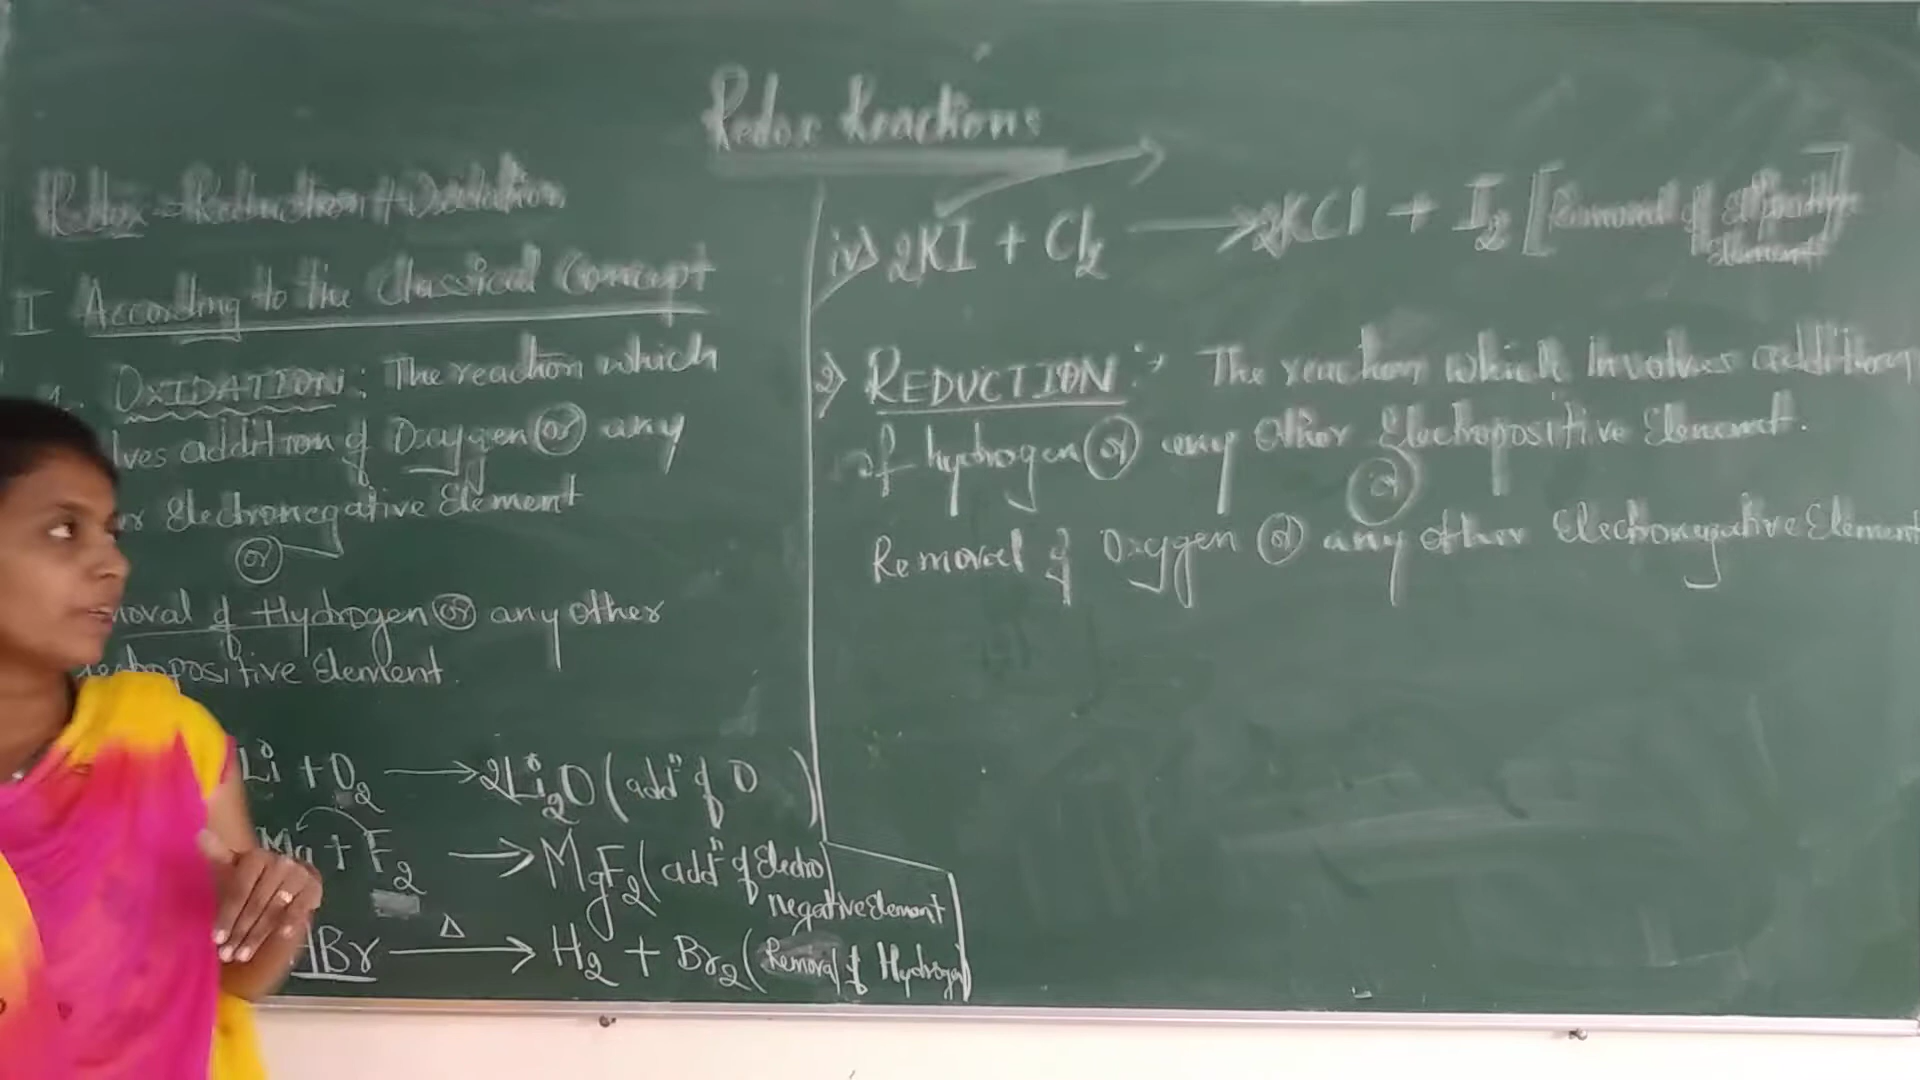 Redox Reactions
Redox = Reduction + Oxidation
I According to the Classical Concept
1. OXIDATION: The reaction which
lves addition of Oxygen or any
er Electronegative Element
or
moval of Hydrogen or any other
lectropositive Element.
Li + O2 → 2Li2O (addn of O )
Mg + F2 → MgF2 (addn of Electro
negative Element
HBr Δ→ H2 + Br2 (Removal of Hydrogen)
iv) 2KI + Cl2 → 2KCl + I2 [Removal of
Element]
2) REDUCTION :- The reaction which involves addition
of hydrogen or any other Electropositive Element.
or
Removal of Oxygen or any other Electronegative Element